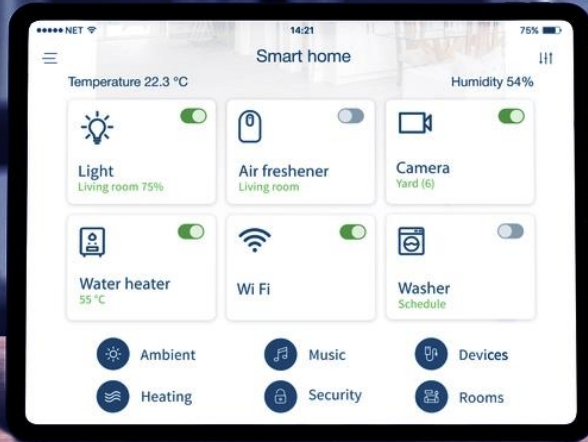 NET 14:21 75%
Smart home
Temperature 22.3 °C Humidity 54%
Light
Living room 75%
Air freshener
Living room
Camera
Yard (6)
Water heater
55 °C
Wi Fi
Washer
Schedule
Ambient Music Devices
Heating Security Rooms